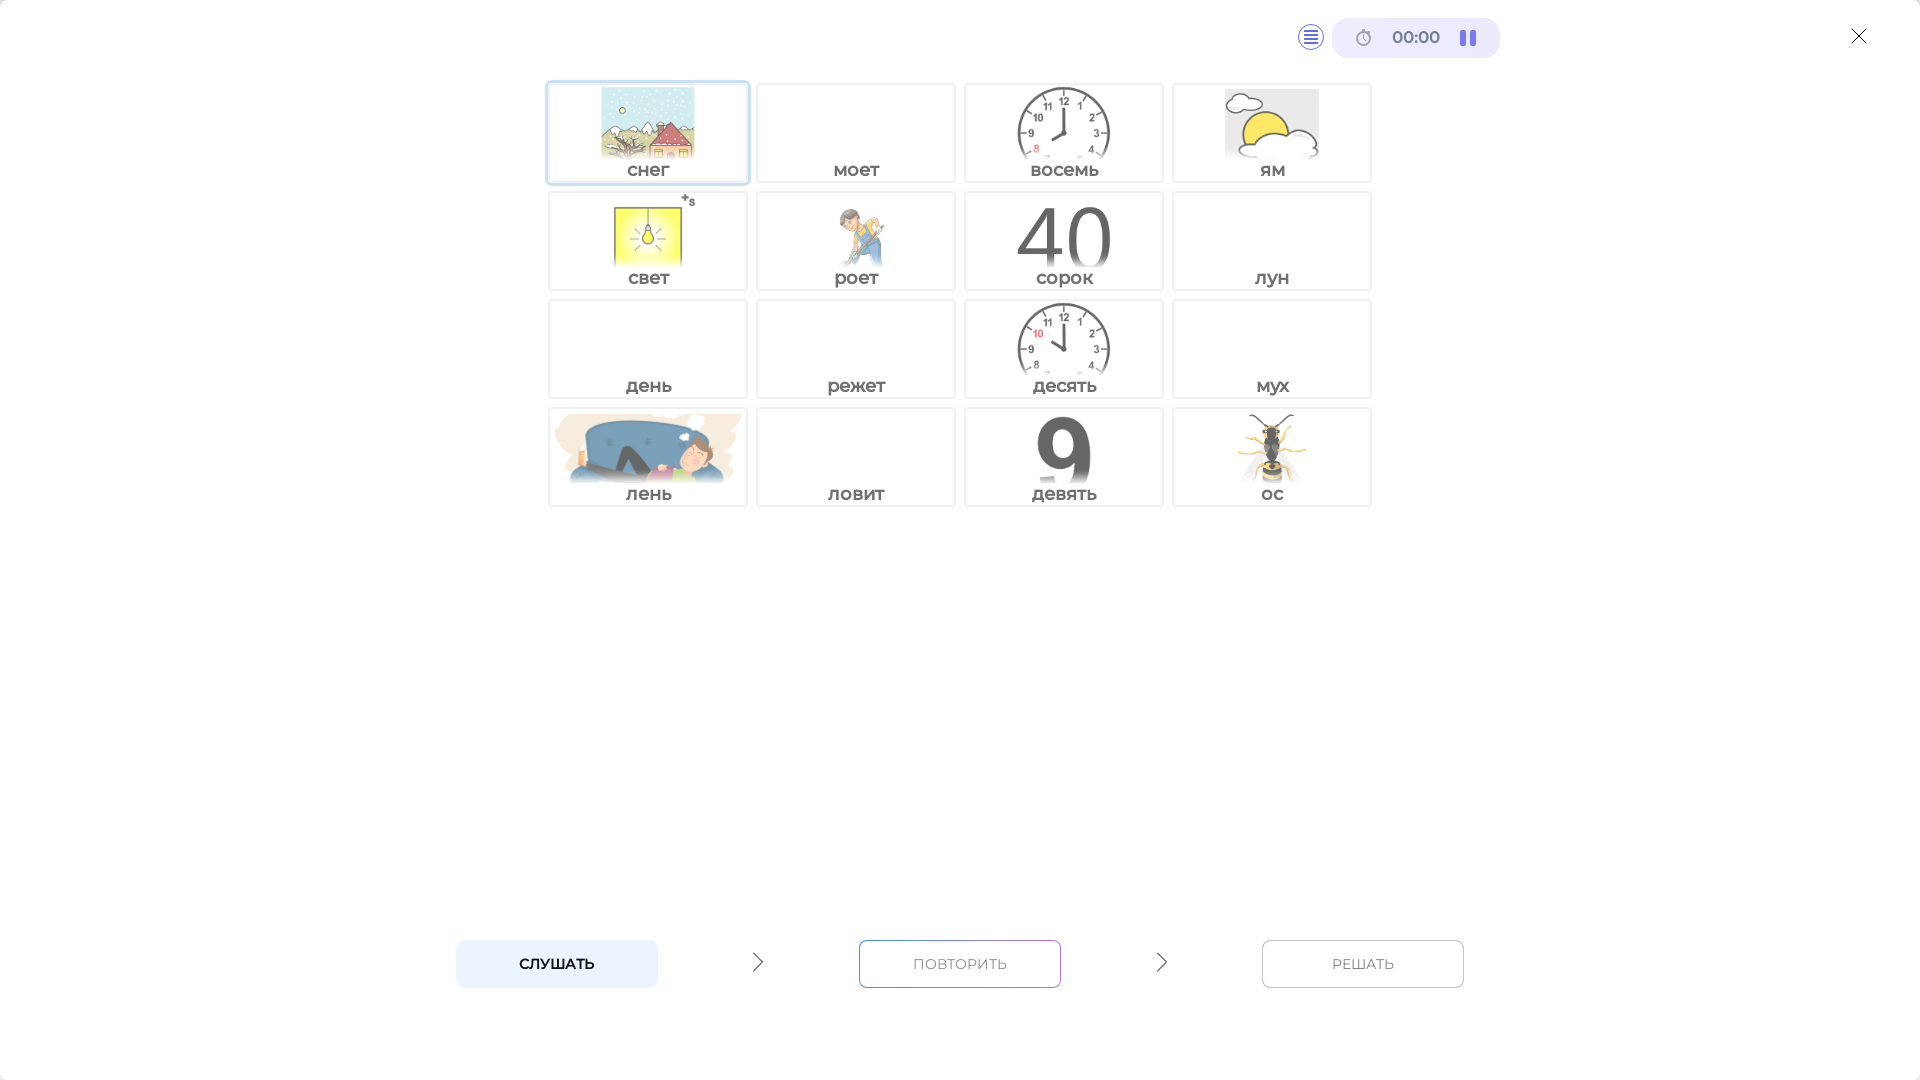 00:00
12
11
1
10
2
9
3
8
4
снег
моет
восемь
ям
+s
40
свет
роет
сорок
лун
12
11
1
10
2
9
3
8
4
день
режет
десять
мух
9
лень
ловит
девять
ос
СЛУШАТЬ
ПОВТОРИТЬ
РЕШАТЬ